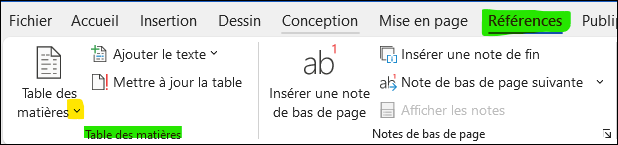 Fichier Accueil Insertion Dessin Conception Mise en page Références Publip
Table des matières
Ajouter le texte
Mettre à jour la table
Table des matières
ab1
Insérer une note de bas de page
Insérer une note de fin
ab Note de bas de page suivante
Afficher les notes
Notes de bas de page